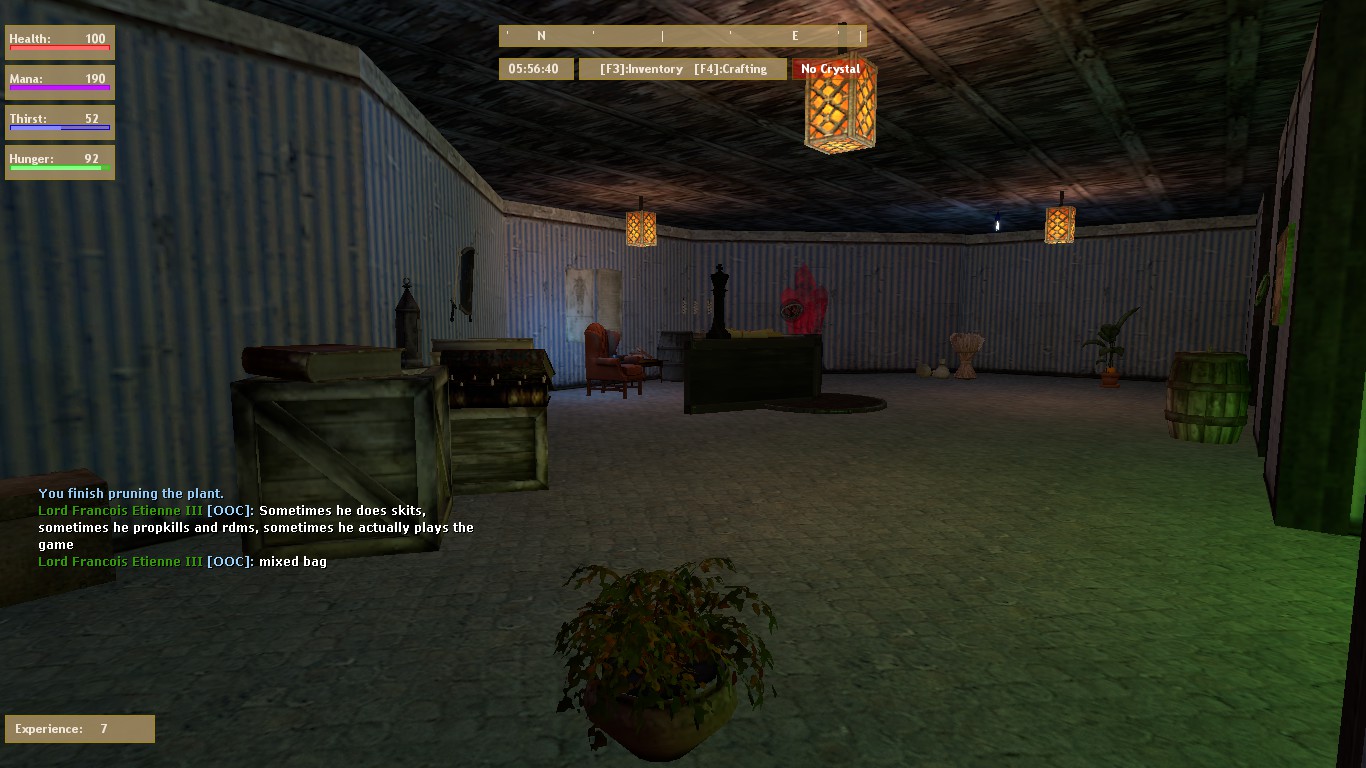 Health: 100
Mana: 190
Thirst: 52
Hunger: 92
N E
05:56:40 [F3]:Inventory [F4]:Crafting No Crystal
You finish pruning the plant.
Lord Francois Etienne III [OOC]: Sometimes he does skits,
sometimes he propkills and rdms, sometimes he actually plays the
game
Lord Francois Etienne III [OOC]: mixed bag
Experience: 7